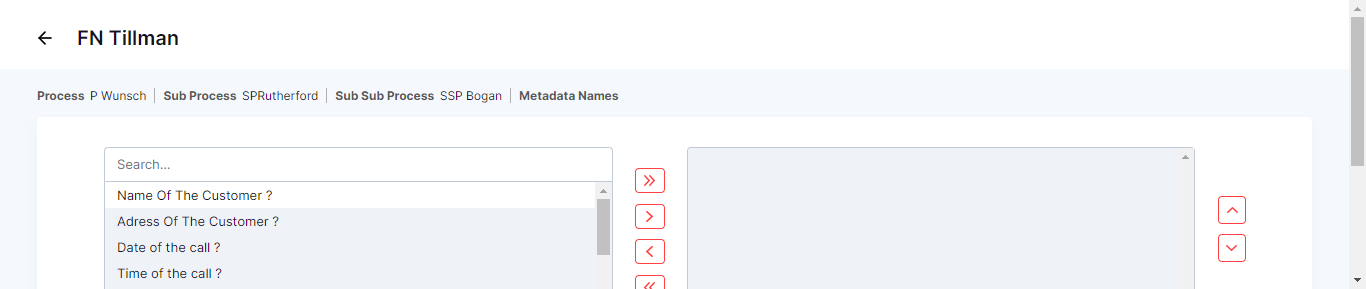 FN Tillman
Process P Wunsch Sub Process SPRutherford Sub Sub Process SSP Bogan Metadata Names
Search...
Name Of The Customer ?
Adress Of The Customer ?
Date of the call ?
Time of the call ?